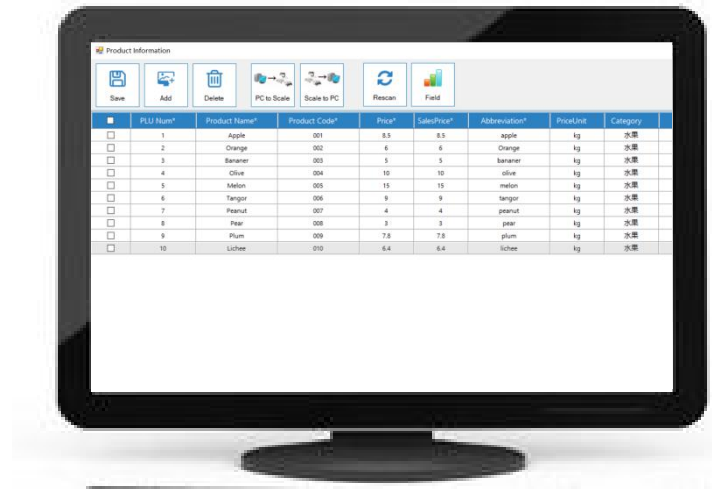 Product Information
Save Add Delete PC to Scale Scale to PC Rescan Field
PLU Num* Product Name* Product Code* Price* SalesPrice* Abbreviation* PriceUnit Category
1 Apple 001 8.5 8.5 apple kg 水果
2 Orange 002 6 6 Orange kg 水果
3 Bananer 003 5 5 bananer kg 水果
4 Olive 004 10 10 olive kg 水果
5 Melon 005 15 15 melon kg 水果
6 Tangor 006 9 9 tangor kg 水果
7 Peanut 007 4 4 peanut kg 水果
8 Pear 008 3 3 pear kg 水果
9 Plum 009 7.8 7.8 plum kg 水果
10 Lichee 010 6.4 6.4 lichee kg 水果